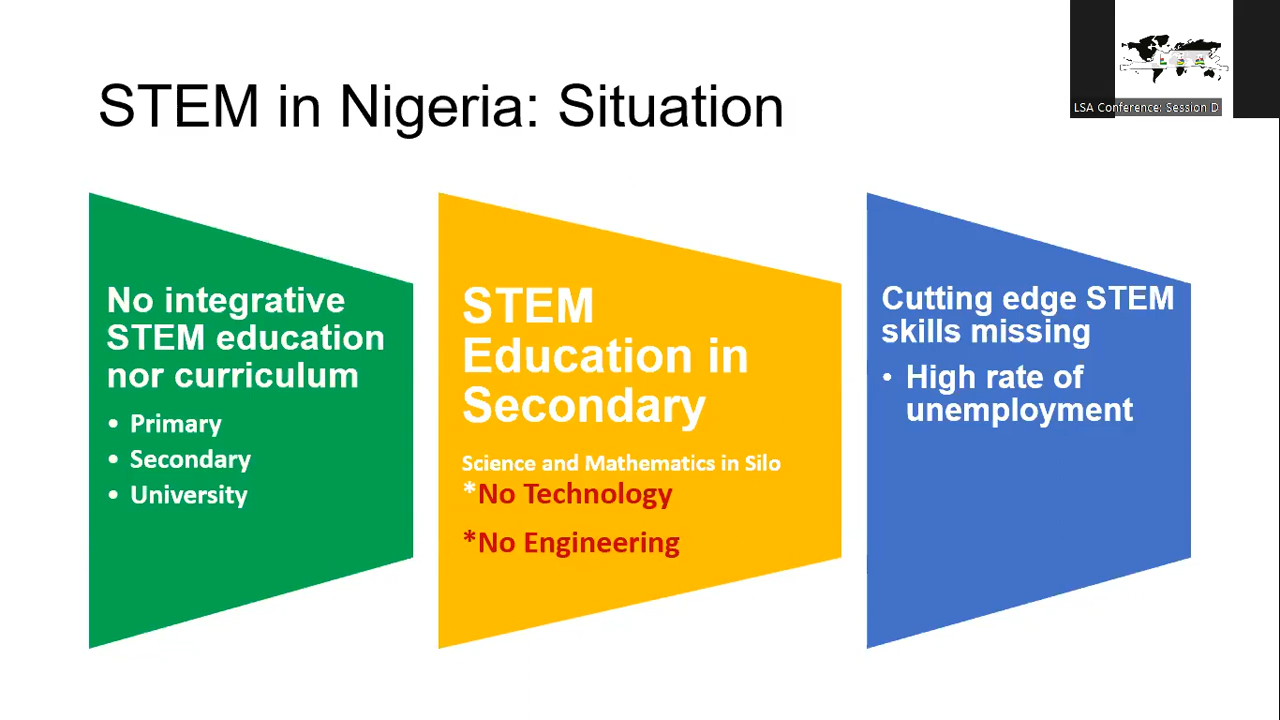 STEM in Nigeria: Situation
LSA Conference: Session D
No integrative
STEM education
nor curriculum
• Primary
• Secondary
• University
STEM
Education in
Secondary
Science and Mathematics in Silo
*No Technology
*No Engineering
Cutting edge STEM
skills missing
• High rate of
unemployment